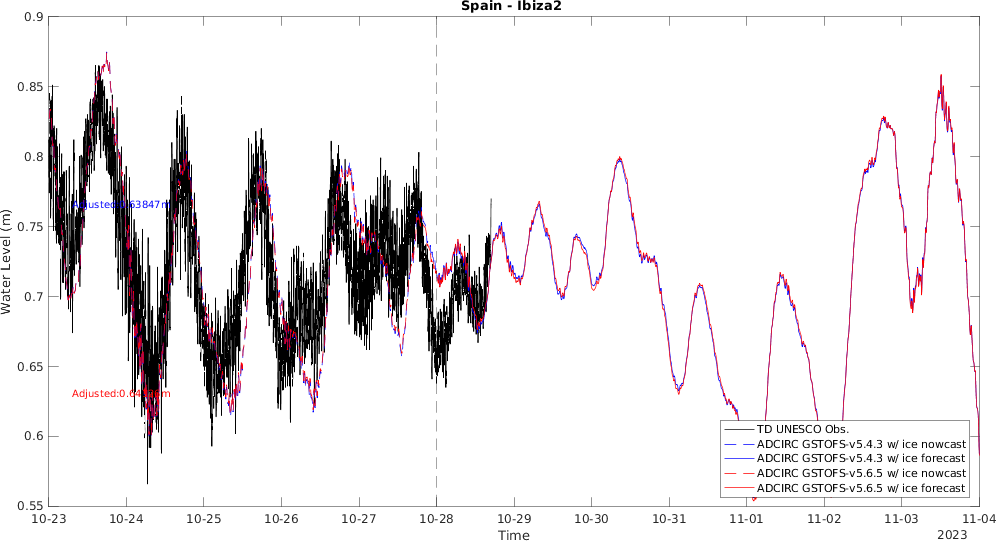 Spain - Ibiza2
0.9
0.85
0.8
0.75
0.7
0.65
0.6
0.55
Water Level (m)
Adjusted:0.63847m
10-23
10-24
10-25
10-26
10-27
10-28
10-29
10-30
10-31
11-01
11-02
11-03
11-04
Time
2023
TD UNESCO Obs.
ADCIRC GSTOFS-v5.4.3 w/ ice nowcast
ADCIRC GSTOFS-v5.4.3 w/ ice forecast
ADCIRC GSTOFS-v5.6.5 w/ ice nowcast
ADCIRC GSTOFS-v5.6.5 w/ ice forecast